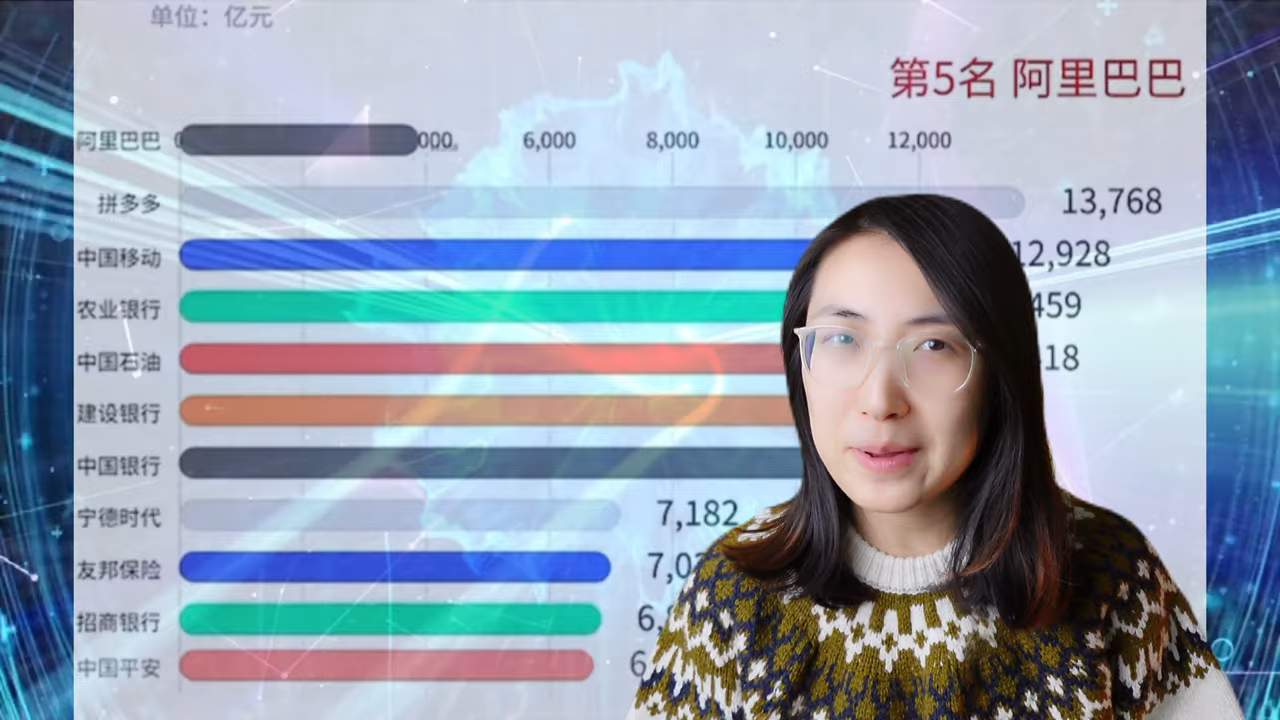 单位：亿元
第5名 阿里巴巴
阿里巴巴
6,000 8,000 10,000 12,000
拼多多 13,768
中国移动 12,928
农业银行
中国石油
建设银行
中国银行
宁德时代 7,182
友邦保险
招商银行
中国平安